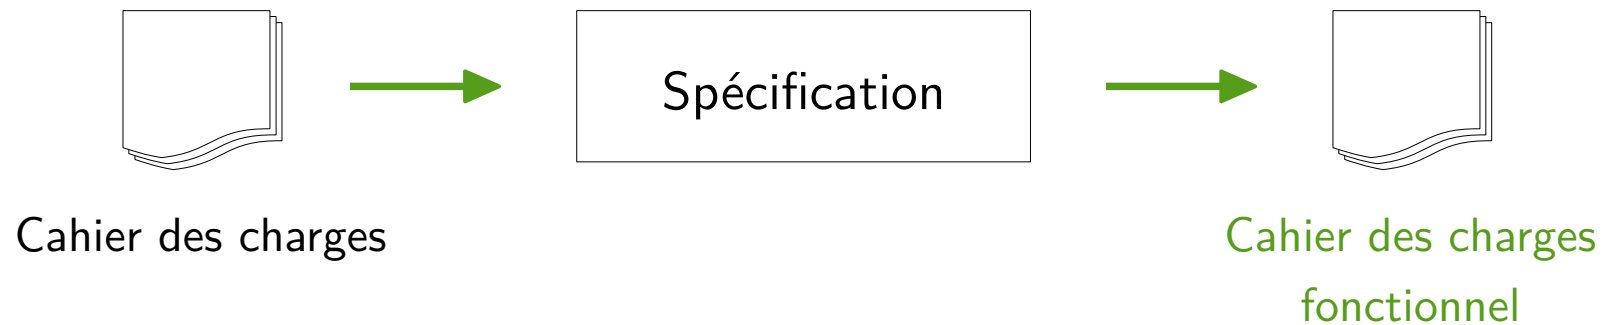 Spécification
Cahier des charges
Cahier des charges
fonctionnel